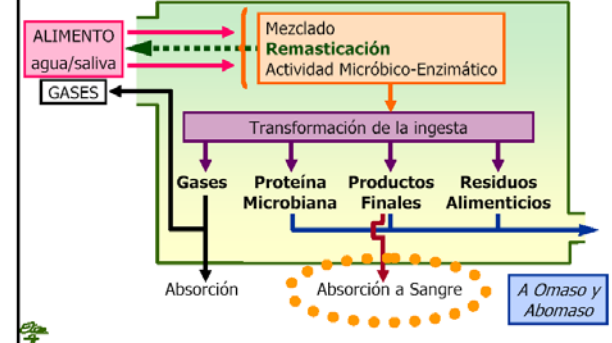 ALIMENTO
agua/saliva
GASES
Mezclado
Remasticación
Actividad Micróbico-Enzimático
Transformación de la ingesta
Gases
Proteína
Microbiana
Productos
Finales
Residuos
Alimenticios
Absorción
Absorción a Sangre
A Omaso y
Abomaso